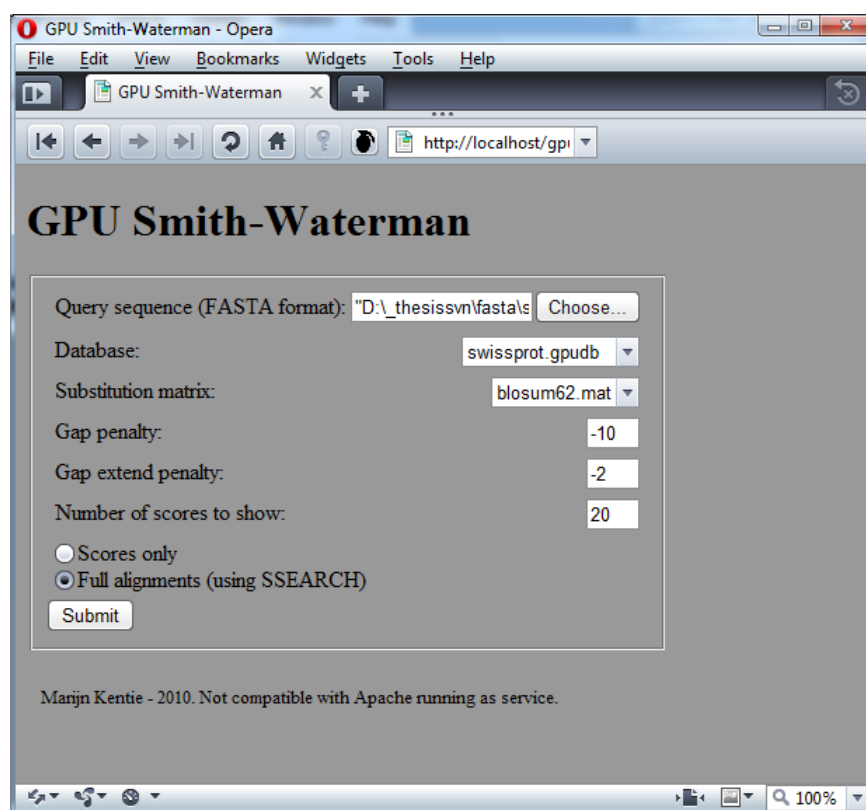 GPU Smith-Waterman - Opera
File Edit View Bookmarks Widgets Tools Help
GPU Smith-Waterman
http://localhost/gpu
GPU Smith-Waterman
Query sequence (FASTA format): "D:\_thesissvn\fasta\s Choose...
Database: swissprot.gpudb
Substitution matrix: blosum62.mat
Gap penalty: -10
Gap extend penalty: -2
Number of scores to show: 20
Scores only
Full alignments (using SSEARCH)
Submit
Marijn Kentie - 2010. Not compatible with Apache running as service.
100%